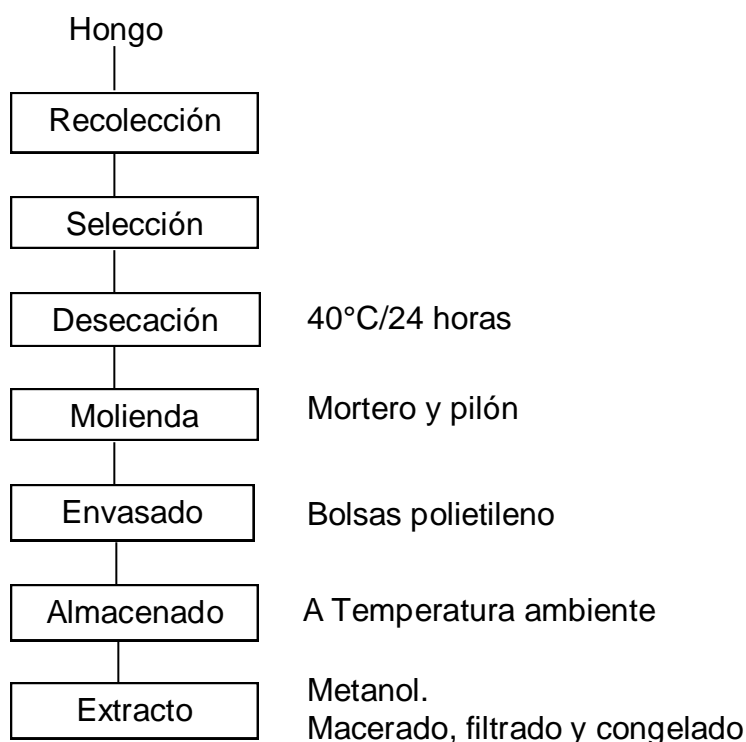 Hongo
Recolección
Selección
Desecación
40°C/24 horas
Molienda
Mortero y pilón
Envasado
Bolsas polietileno
Almacenado
A Temperatura ambiente
Extracto
Metanol.
Macerado, filtrado y congelado